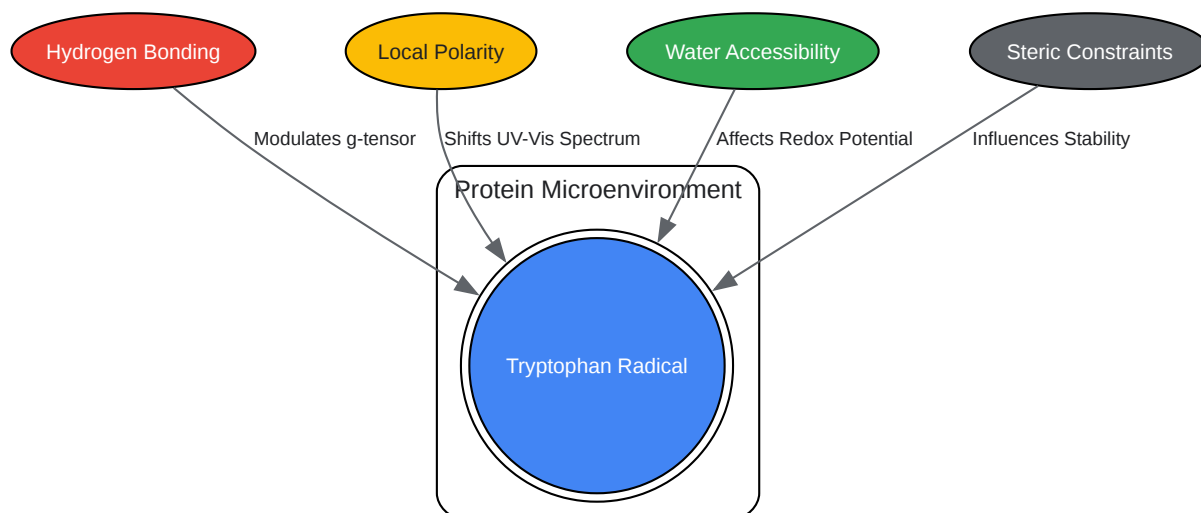 Hydrogen Bonding
Local Polarity
Water Accessibility
Steric Constraints
Modulates g-tensor
Shifts UV-Vis Spectrum
Affects Redox Potential
Influences Stability
Protein Microenvironment
Tryptophan Radical